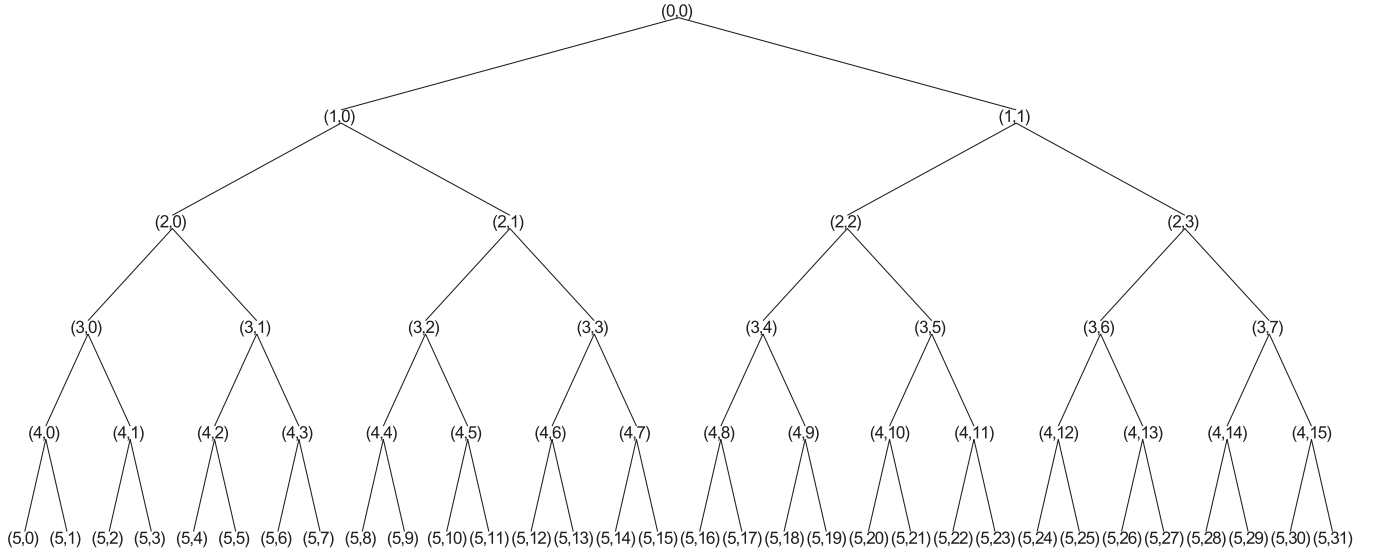 (0,0)
(1,0) (1,1)
(2,0) (2,1) (2,2) (2,3)
(3,0) (3,1) (3,2) (3,3) (3,4) (3,5) (3,6) (3,7)
(4,0) (4,1) (4,2) (4,3) (4,4) (4,5) (4,6) (4,7) (4,8) (4,9) (4,10) (4,11) (4,12) (4,13) (4,14) (4,15)
(5,0) (5,1) (5,2) (5,3) (5,4) (5,5) (5,6) (5,7) (5,8) (5,9) (5,10) (5,11) (5,12) (5,13) (5,14) (5,15) (5,16) (5,17) (5,18) (5,19) (5,20) (5,21) (5,22) (5,23) (5,24) (5,25) (5,26) (5,27) (5,28) (5,29) (5,30) (5,31)